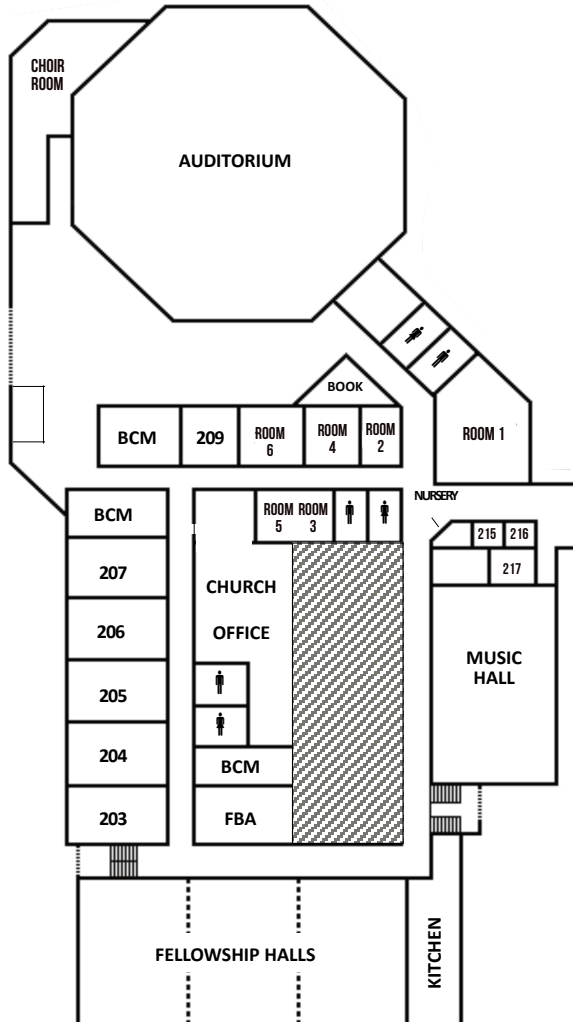 CHOIR
ROOM
AUDITORIUM
BOOK
BCM
209
ROOM
6
ROOM
4
ROOM
2
ROOM 1
NURSERY
BCM
ROOM
5
ROOM
3
215
216
217
207
CHURCH
OFFICE
206
MUSIC
HALL
205
204
BCM
203
FBA
FELLOWSHIP HALLS
KITCHEN